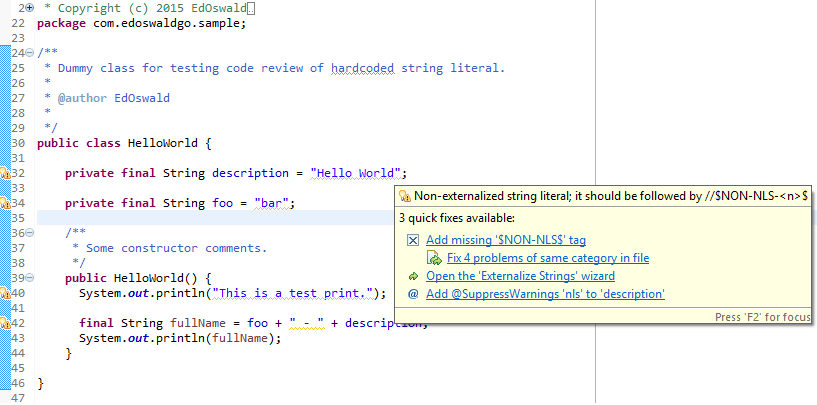 2 * Copyright (c) 2015 EdOswald
22 package com.edoswaldgo.sample;
23
24 /**
25 * Dummy class for testing code review of hardcoded string literal.
26 *
27 * @author EdOswald
28 *
29 */
30 public class HelloWorld {
31
32 private final String description = "Hello World";
33
34 private final String foo = "bar";
35
36 /**
37 * Some constructor comments.
38 */
39 public HelloWorld() {
40 System.out.println("This is a test print.");
41
42 final String fullName = foo + " - " + description;
43 System.out.println(fullName);
44 }
45
46 }
47
Non-externalized string literal; it should be followed by //$NON-NLS-<n>$
3 quick fixes available:
Add missing '$NON-NLS$' tag
Fix 4 problems of same category in file
Open the 'Externalize Strings' wizard
@ Add @SuppressWarnings 'nls' to 'description'
Press 'F2' for focus